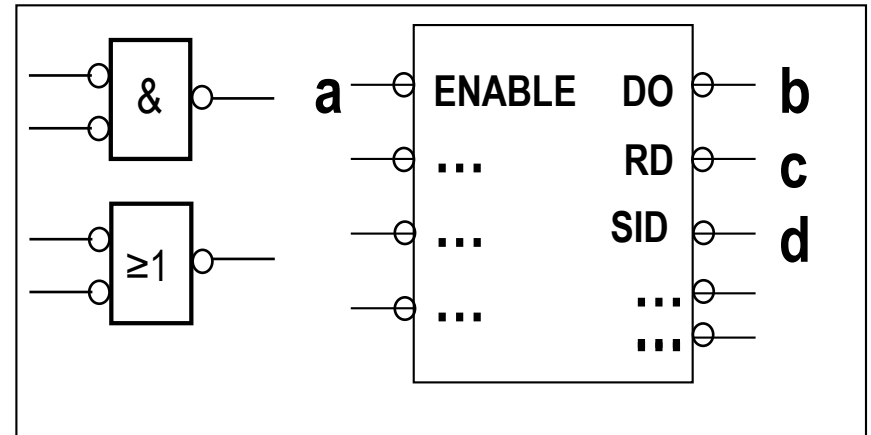 &
≥1
a ENABLE DO b
... RD c
... SID d
... ...
...